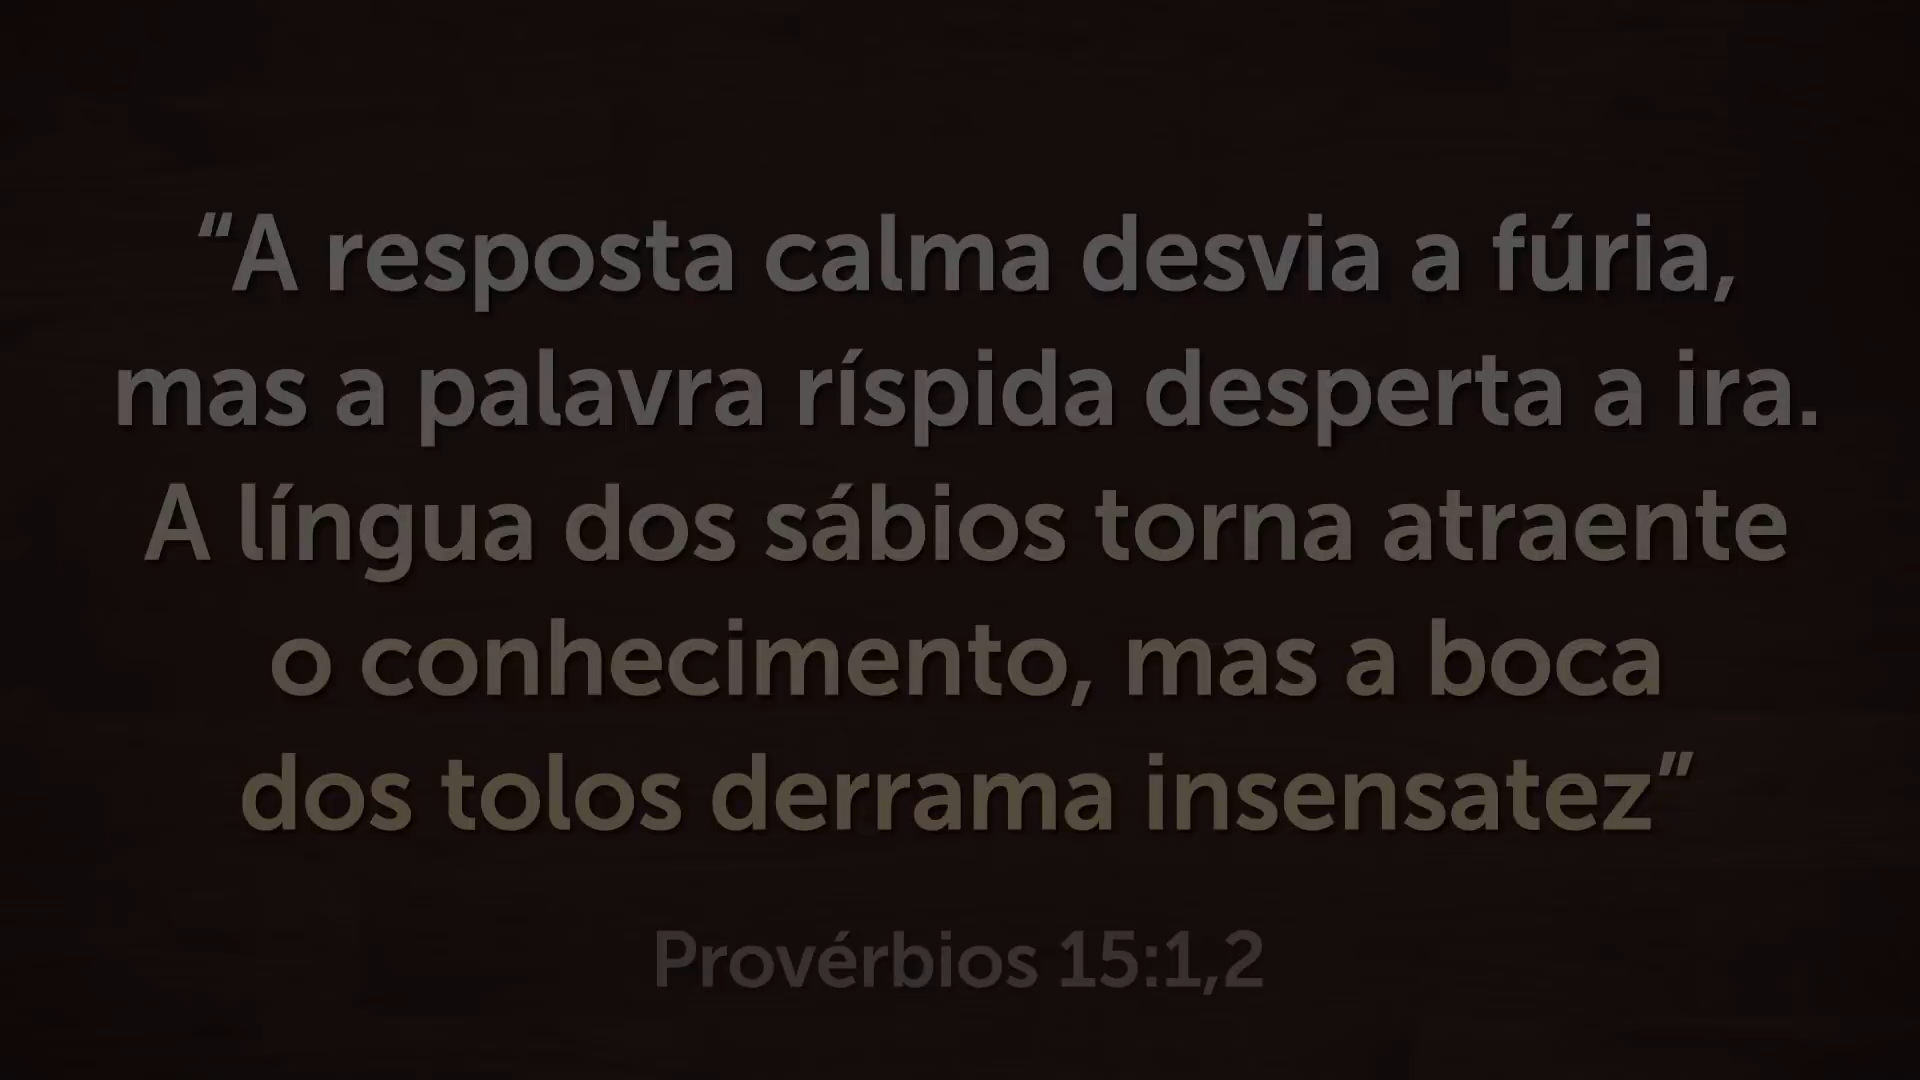 “A resposta calma desvia a fúria,
mas a palavra ríspida desperta a ira.
A língua dos sábios torna atraente
o conhecimento, mas a boca
dos tolos derrama insensatez”
Provérbios 15:1,2